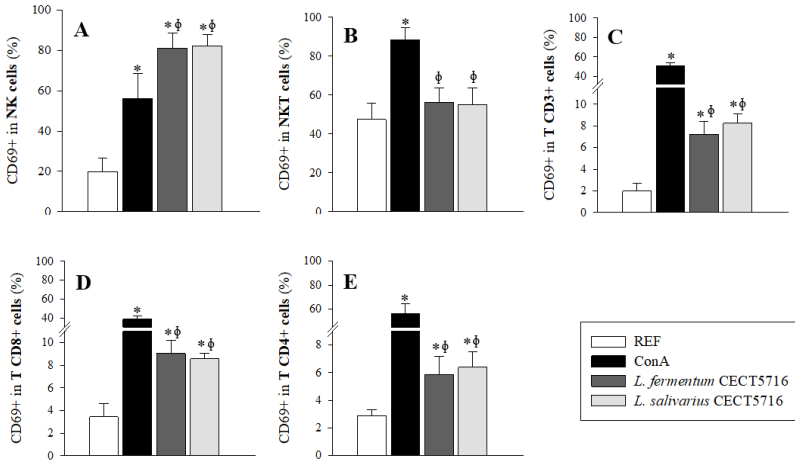 A
CD69+ in NK cells (%)
100
80
60
40
20
0
*
*ϕ
*ϕ
B
CD69+ in NKT cells (%)
100
80
60
40
20
0
*
ϕ
ϕ
C
CD69+ in T CD3+ cells (%)
100
80
60
40
10
8
6
4
2
0
*
*ϕ
*ϕ
D
CD69+ in T CD8+ cells (%)
100
80
60
40
20
10
8
6
4
2
0
*
*ϕ
*ϕ
E
CD69+ in T CD4+ cells (%)
100
80
60
8
6
4
2
0
*
*ϕ
*ϕ
REF
ConA
L. fermentum CECT5716
L. salivarius CECT5716